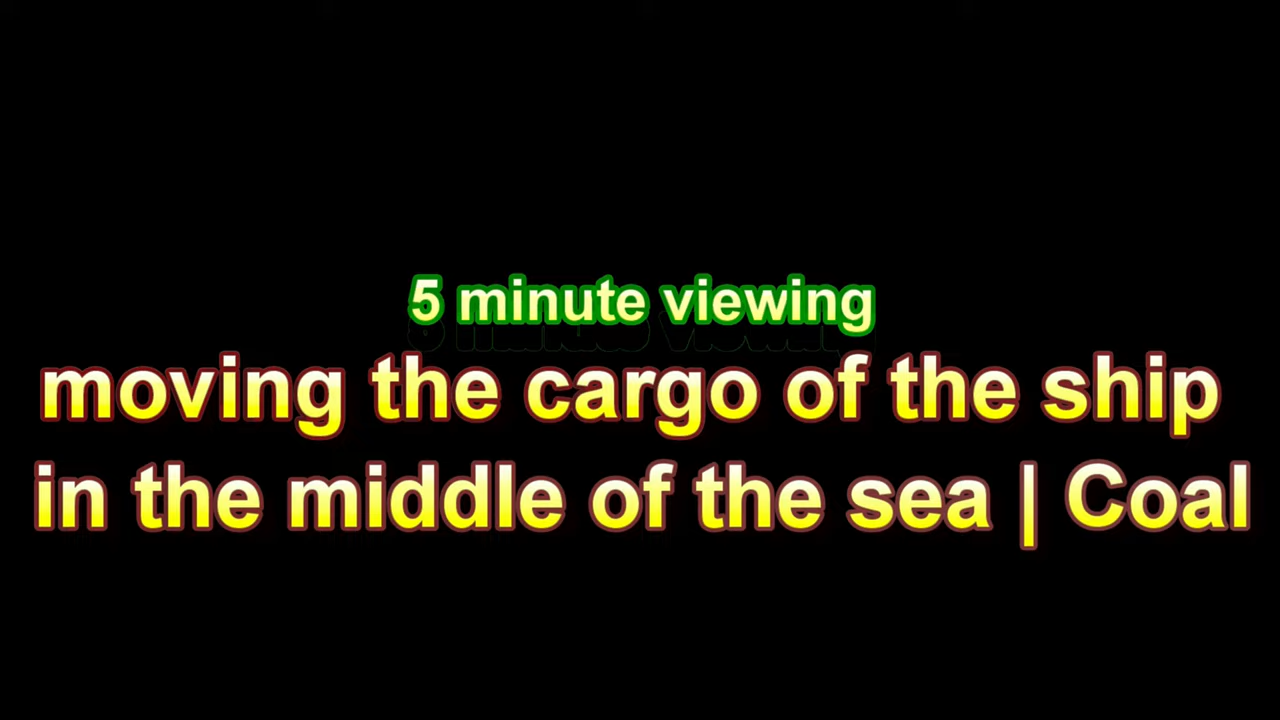 5 minute viewing
moving the cargo of the ship
in the middle of the sea | Coal